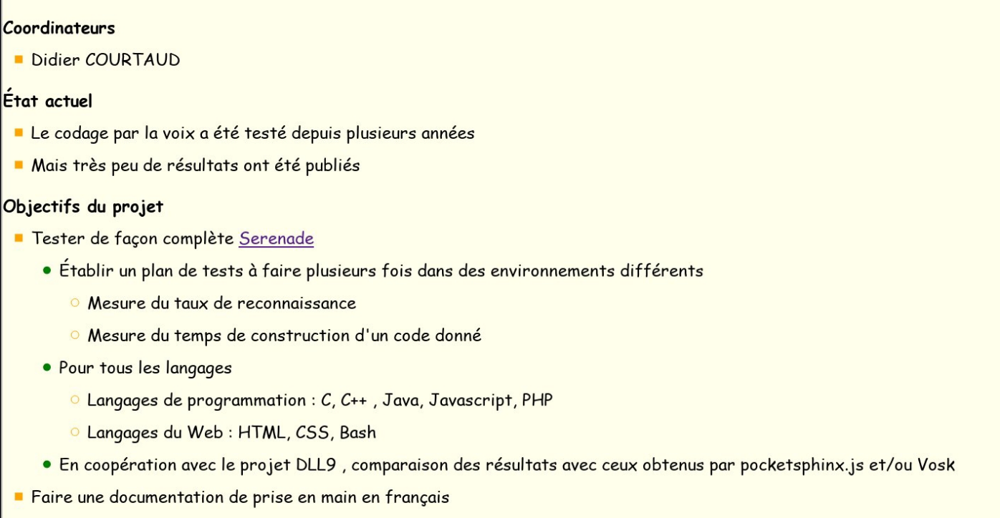 Coordinateurs
Didier COURTAUD
État actuel
Le codage par la voix a été testé depuis plusieurs années
Mais très peu de résultats ont été publiés
Objectifs du projet
Tester de façon complète Serenade
Établir un plan de tests à faire plusieurs fois dans des environnements différents
Mesure du taux de reconnaissance
Mesure du temps de construction d'un code donné
Pour tous les langages
Langages de programmation : C, C++ , Java, Javascript, PHP
Langages du Web : HTML, CSS, Bash
En coopération avec le projet DLL9 , comparaison des résultats avec ceux obtenus par pocketsphinx.js et/ou Vosk
Faire une documentation de prise en main en français